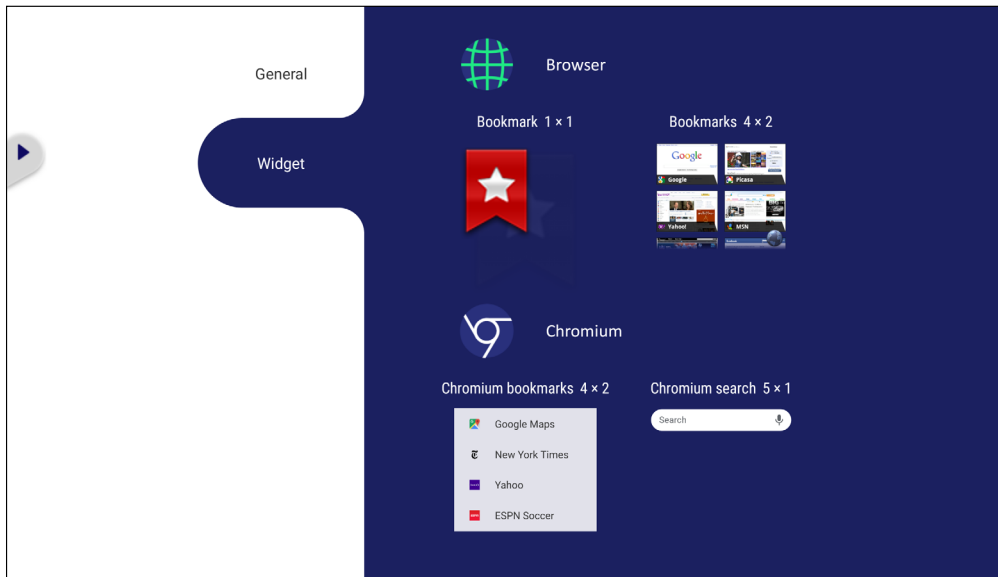 General
Widget
Browser
Bookmark 1 × 1
Bookmarks 4 × 2
Google
Google
Picasa
Yahoo!
MSN
Chromium
Chromium bookmarks 4 × 2
Chromium search 5 × 1
Google Maps
New York Times
Yahoo
ESPN Soccer
Search